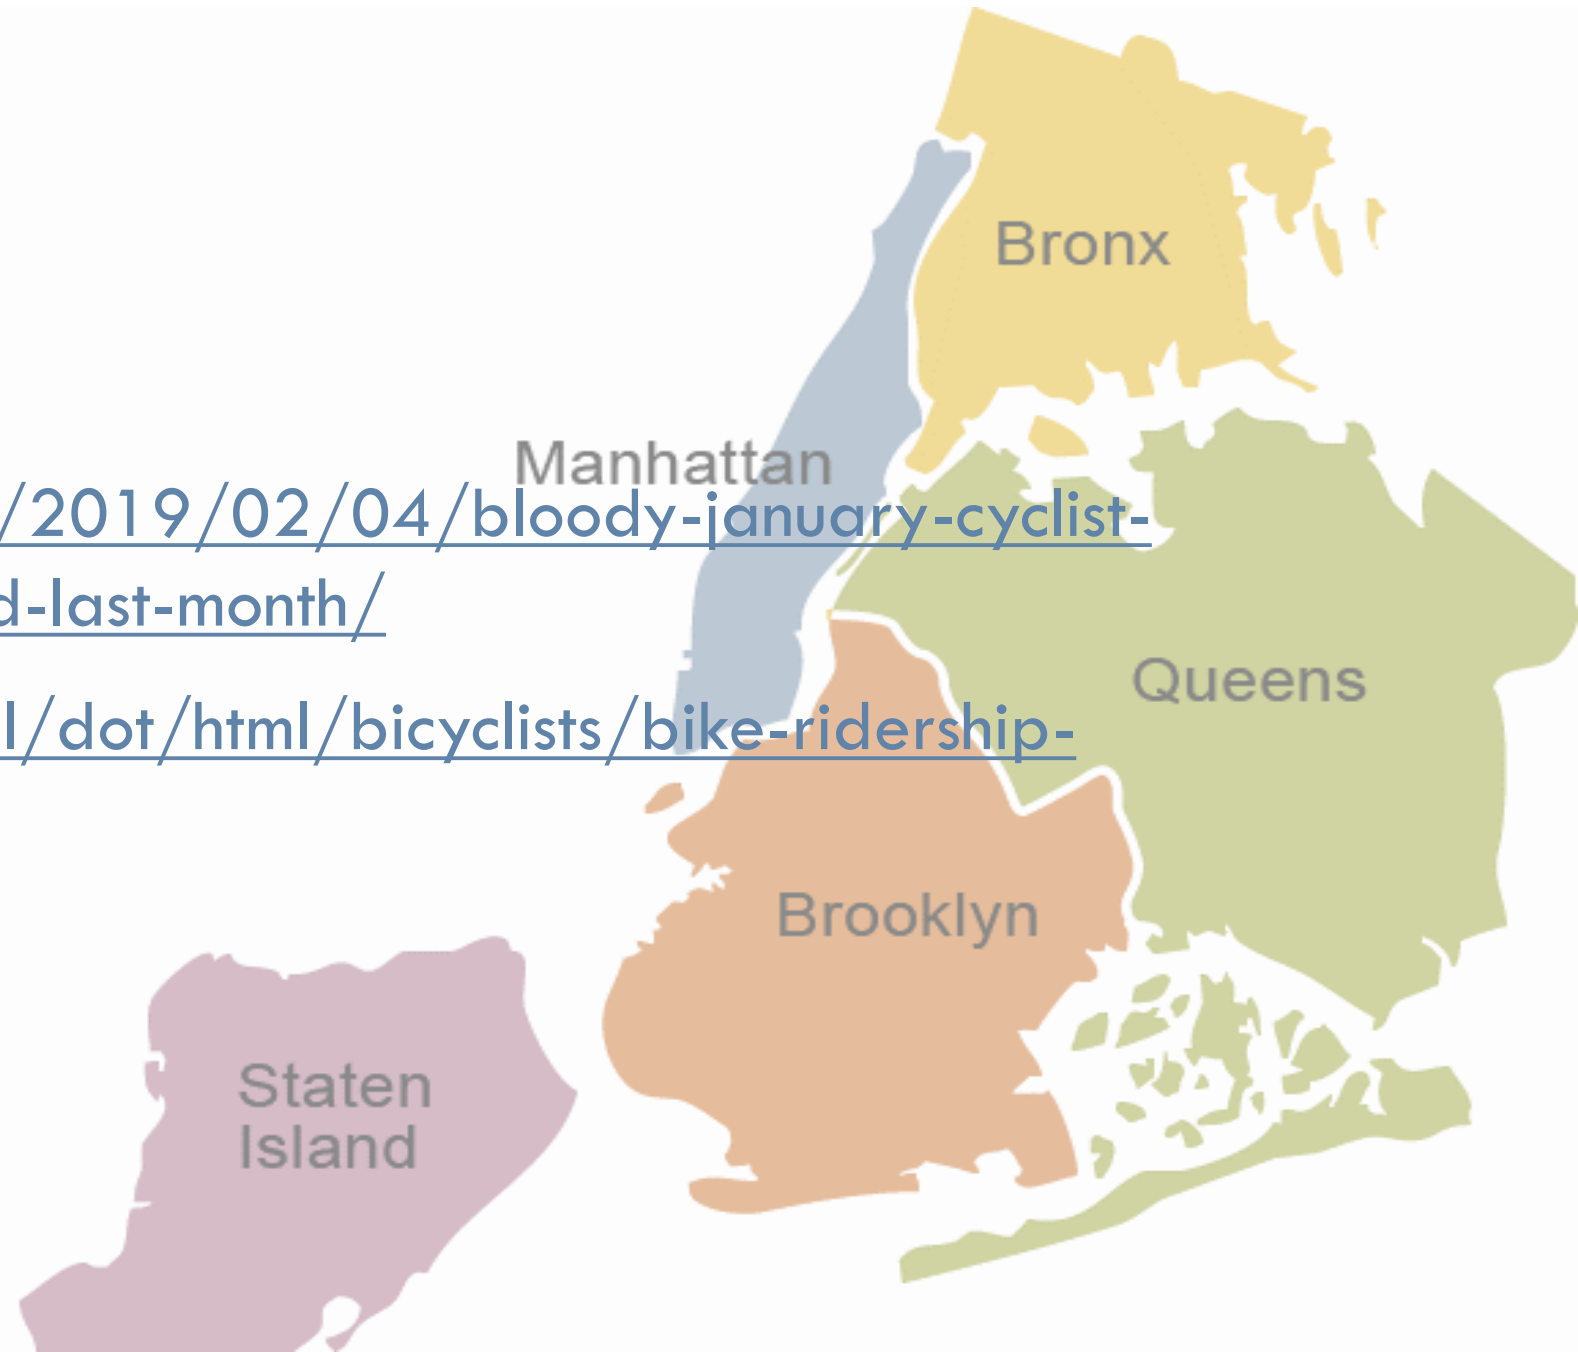 Bronx
Manhattan
/2019/02/04/bloody-january-cyclist-
d-last-month/
Queens
l/dot/html/bicyclists/bike-ridership-
Brooklyn
Staten
Island